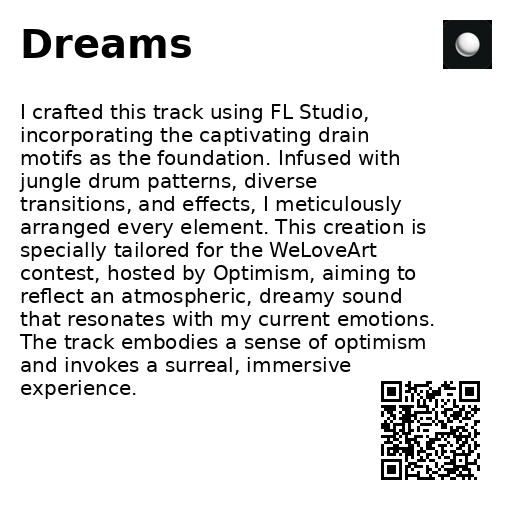 Dreams
I crafted this track using FL Studio,
incorporating the captivating drain
motifs as the foundation. Infused with
jungle drum patterns, diverse
transitions, and effects, I meticulously
arranged every element. This creation is
specially tailored for the WeLoveArt
contest, hosted by Optimism, aiming to
reflect an atmospheric, dreamy sound
that resonates with my current emotions.
The track embodies a sense of optimism
and invokes a surreal, immersive
experience.